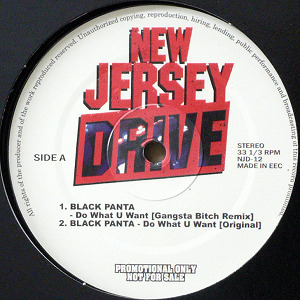 All rights of the producer and of the work reproduced reserved. Unauthorized copying, reproduction, hiring, lending, public performance and broadcasting of this record prohibited.
NEW
JERSEY
DRIVE
SIDE A
STEREO
33 1/3 RPM
NJD-12
MADE IN EEC
1. BLACK PANTA
- Do What U Want [Gangsta Bitch Remix]
2. BLACK PANTA - Do What U Want [Original]
PROMOTIONAL ONLY
NOT FOR SALE